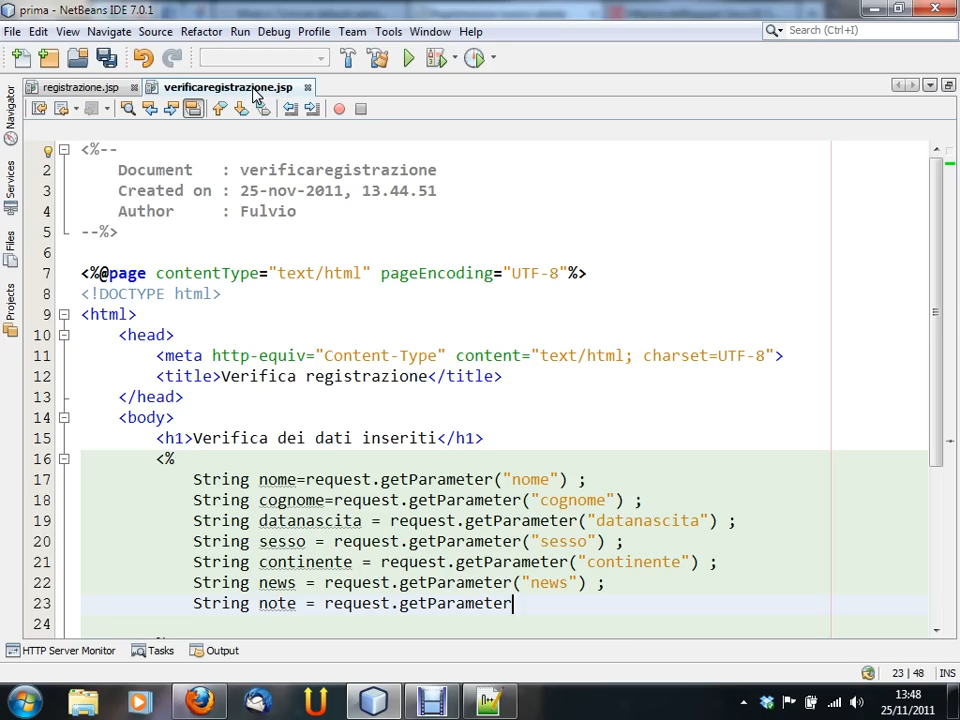 prima - NetBeans IDE 7.0.1
File Edit View Navigate Source Refactor Run Debug Profile Team Tools Window Help
Search (Ctrl+I)
registrazione.jsp verificaregistrazione.jsp
Navigator
Services
Files
Projects
<%--
2 Document : verificaregistrazione
3 Created on : 25-nov-2011, 13.44.51
4 Author : Fulvio
5 --%>
6
7 <%@page contentType="text/html" pageEncoding="UTF-8"%>
8 <!DOCTYPE html>
9 <html>
10 <head>
11 <meta http-equiv="Content-Type" content="text/html; charset=UTF-8">
12 <title>Verifica registrazione</title>
13 </head>
14 <body>
15 <h1>Verifica dei dati inseriti</h1>
16 <%
17 String nome=request.getParameter("nome") ;
18 String cognome=request.getParameter("cognome") ;
19 String datanascita = request.getParameter("datanascita") ;
20 String sesso = request.getParameter("sesso") ;
21 String continente = request.getParameter("continente") ;
22 String news = request.getParameter("news") ;
23 String note = request.getParameter
24
HTTP Server Monitor Tasks Output
23 | 48 INS
13:48
25/11/2011